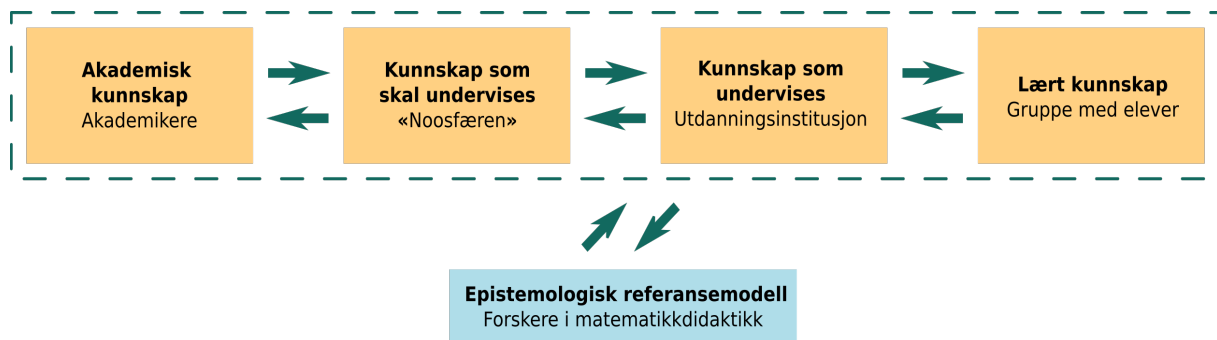 Akademisk
kunnskap
Akademikere
Kunnskap som
skal undervises
«Noosfæren»
Kunnskap som
undervises
Utdanningsinstitusjon
Lært kunnskap
Gruppe med elever
Epistemologisk referansemodell
Forskere i matematikkdidaktikk